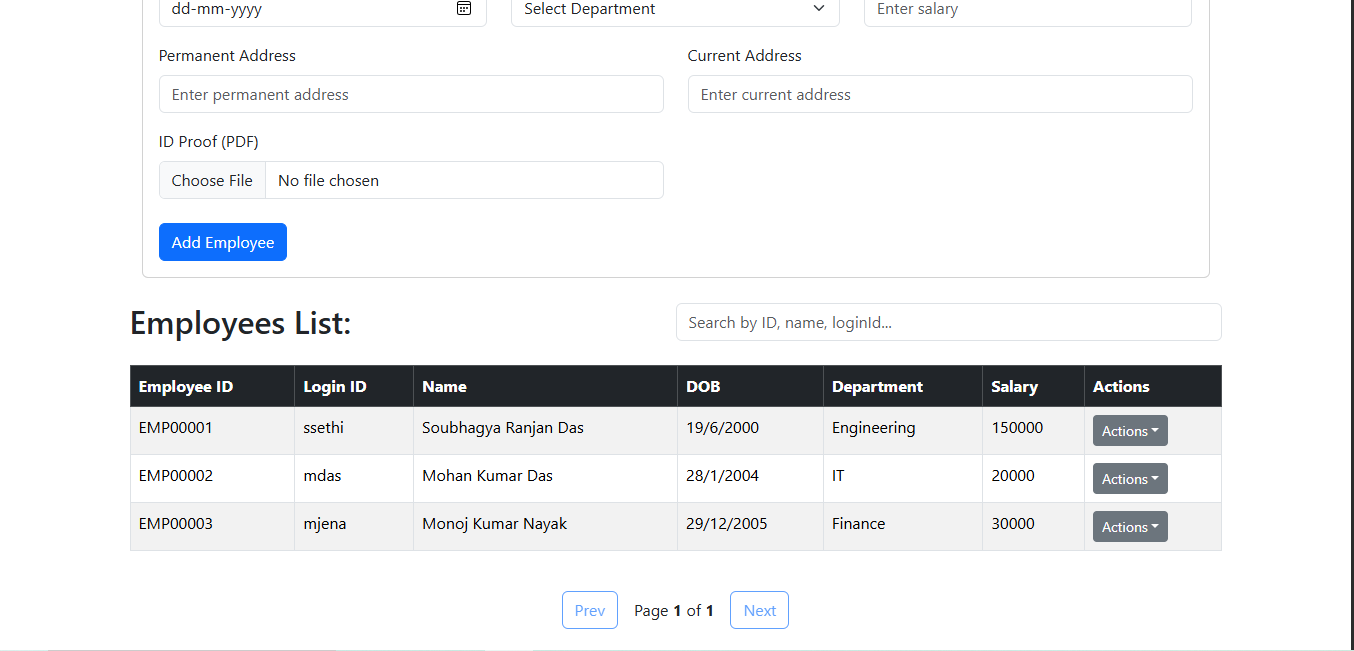 dd-mm-yyyy Select Department Enter salary
Permanent Address Current Address
Enter permanent address Enter current address
ID Proof (PDF)
Choose File No file chosen
Add Employee
Employees List: Search by ID, name, loginId...
Employee ID Login ID Name DOB Department Salary Actions
EMP00001 ssethi Soubhagya Ranjan Das 19/6/2000 Engineering 150000 Actions
EMP00002 mdas Mohan Kumar Das 28/1/2004 IT 20000 Actions
EMP00003 mjena Monoj Kumar Nayak 29/12/2005 Finance 30000 Actions
Prev Page 1 of 1 Next